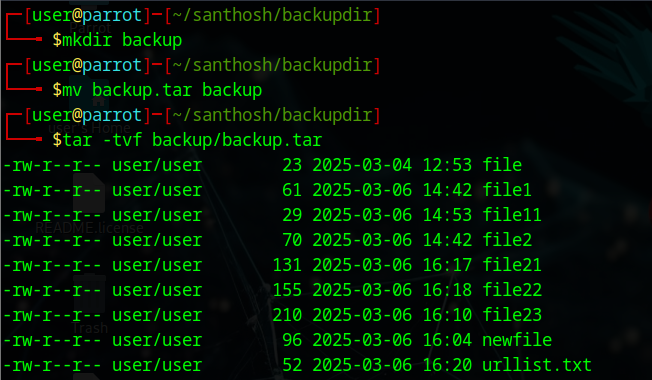 [user@parrot]─[~/santhosh/backupdir]
$mkdir backup
[user@parrot]─[~/santhosh/backupdir]
$mv backup.tar backup
[user@parrot]─[~/santhosh/backupdir]
$tar -tvf backup/backup.tar
-rw-r--r-- user/user 23 2025-03-04 12:53 file
-rw-r--r-- user/user 61 2025-03-06 14:42 file1
-rw-r--r-- user/user 29 2025-03-06 14:53 file11
-rw-r--r-- user/user 70 2025-03-06 14:42 file2
-rw-r--r-- user/user 131 2025-03-06 16:17 file21
README.license
-rw-r--r-- user/user 155 2025-03-06 16:18 file22
-rw-r--r-- user/user 210 2025-03-06 16:10 file23
Trash
-rw-r--r-- user/user 96 2025-03-06 16:04 newfile
-rw-r--r-- user/user 52 2025-03-06 16:20 urllist.txt